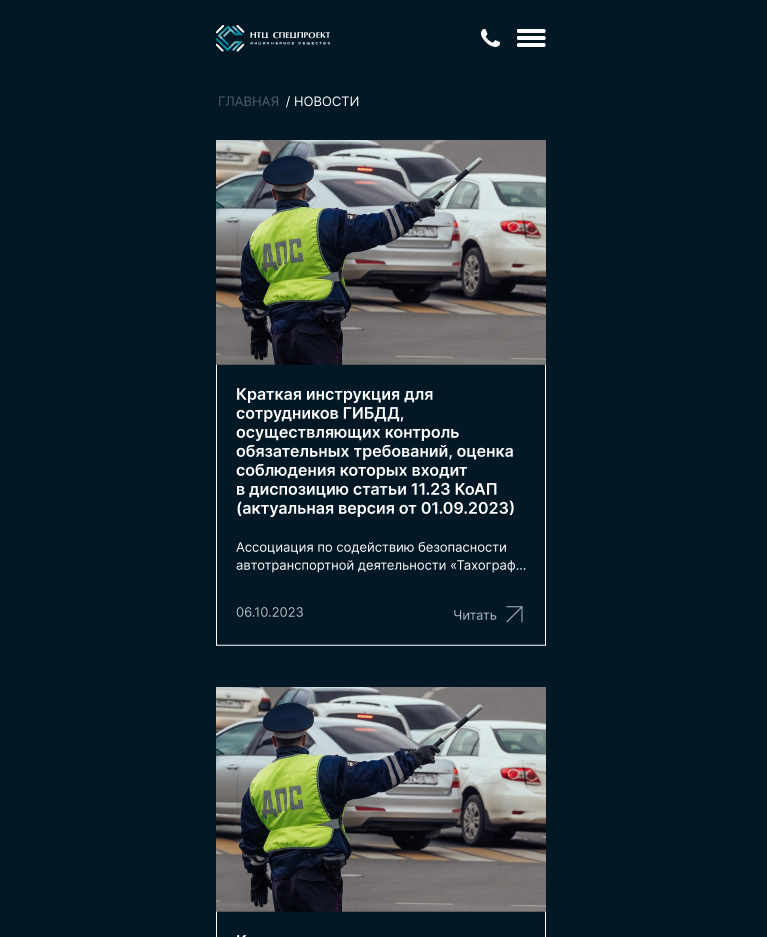 НТЦ СПЕЦПРОЕКТ
АКЦИОНЕРНОЕ ОБЩЕСТВО
ГЛАВНАЯ / НОВОСТИ
ДПС
Краткая инструкция для
сотрудников ГИБДД,
осуществляющих контроль
обязательных требований, оценка
соблюдения которых входит
в диспозицию статьи 11.23 КоАП
(актуальная версия от 01.09.2023)
Ассоциация по содействию безопасности
автотранспортной деятельности «Тахограф...
06.10.2023
Читать
ДПС